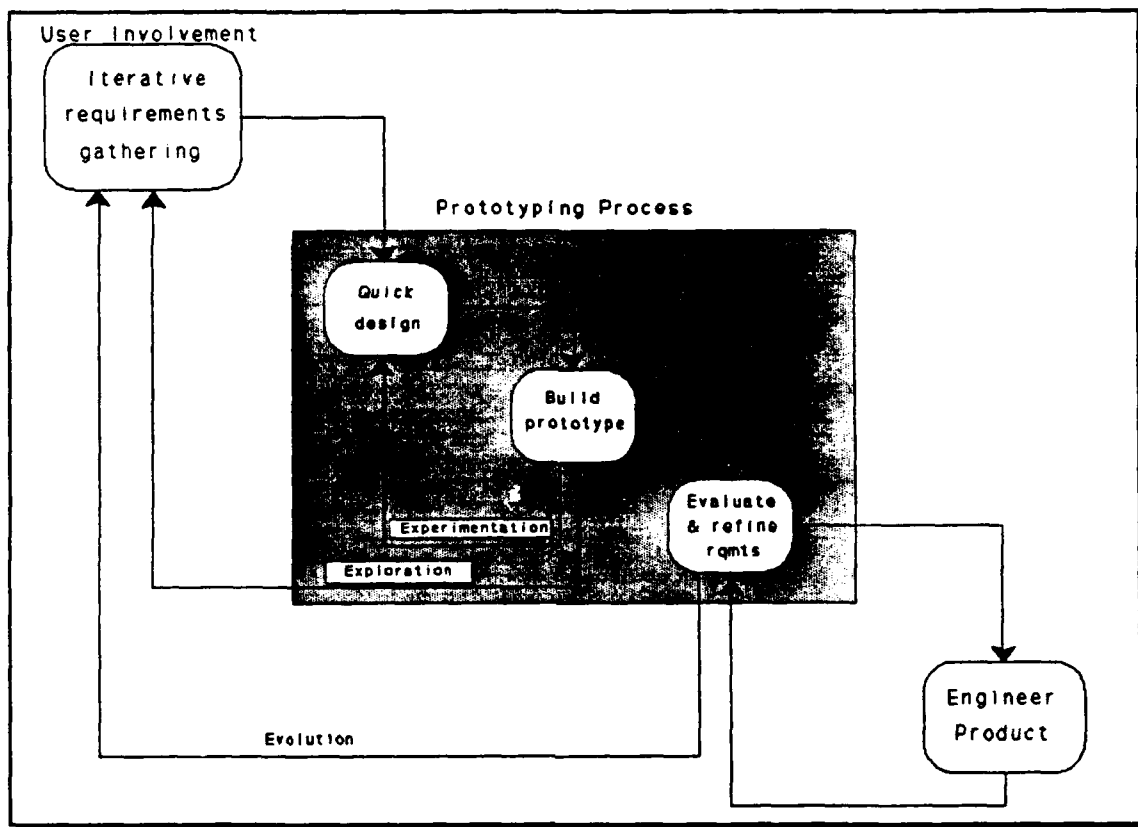 User Involvement
Iterative
requirements
gathering
Prototyping Process
Quick
design
Build
prototype
Evaluate
& refine
rqmts
Experimentation
Exploration
Engineer
Product
Evolution